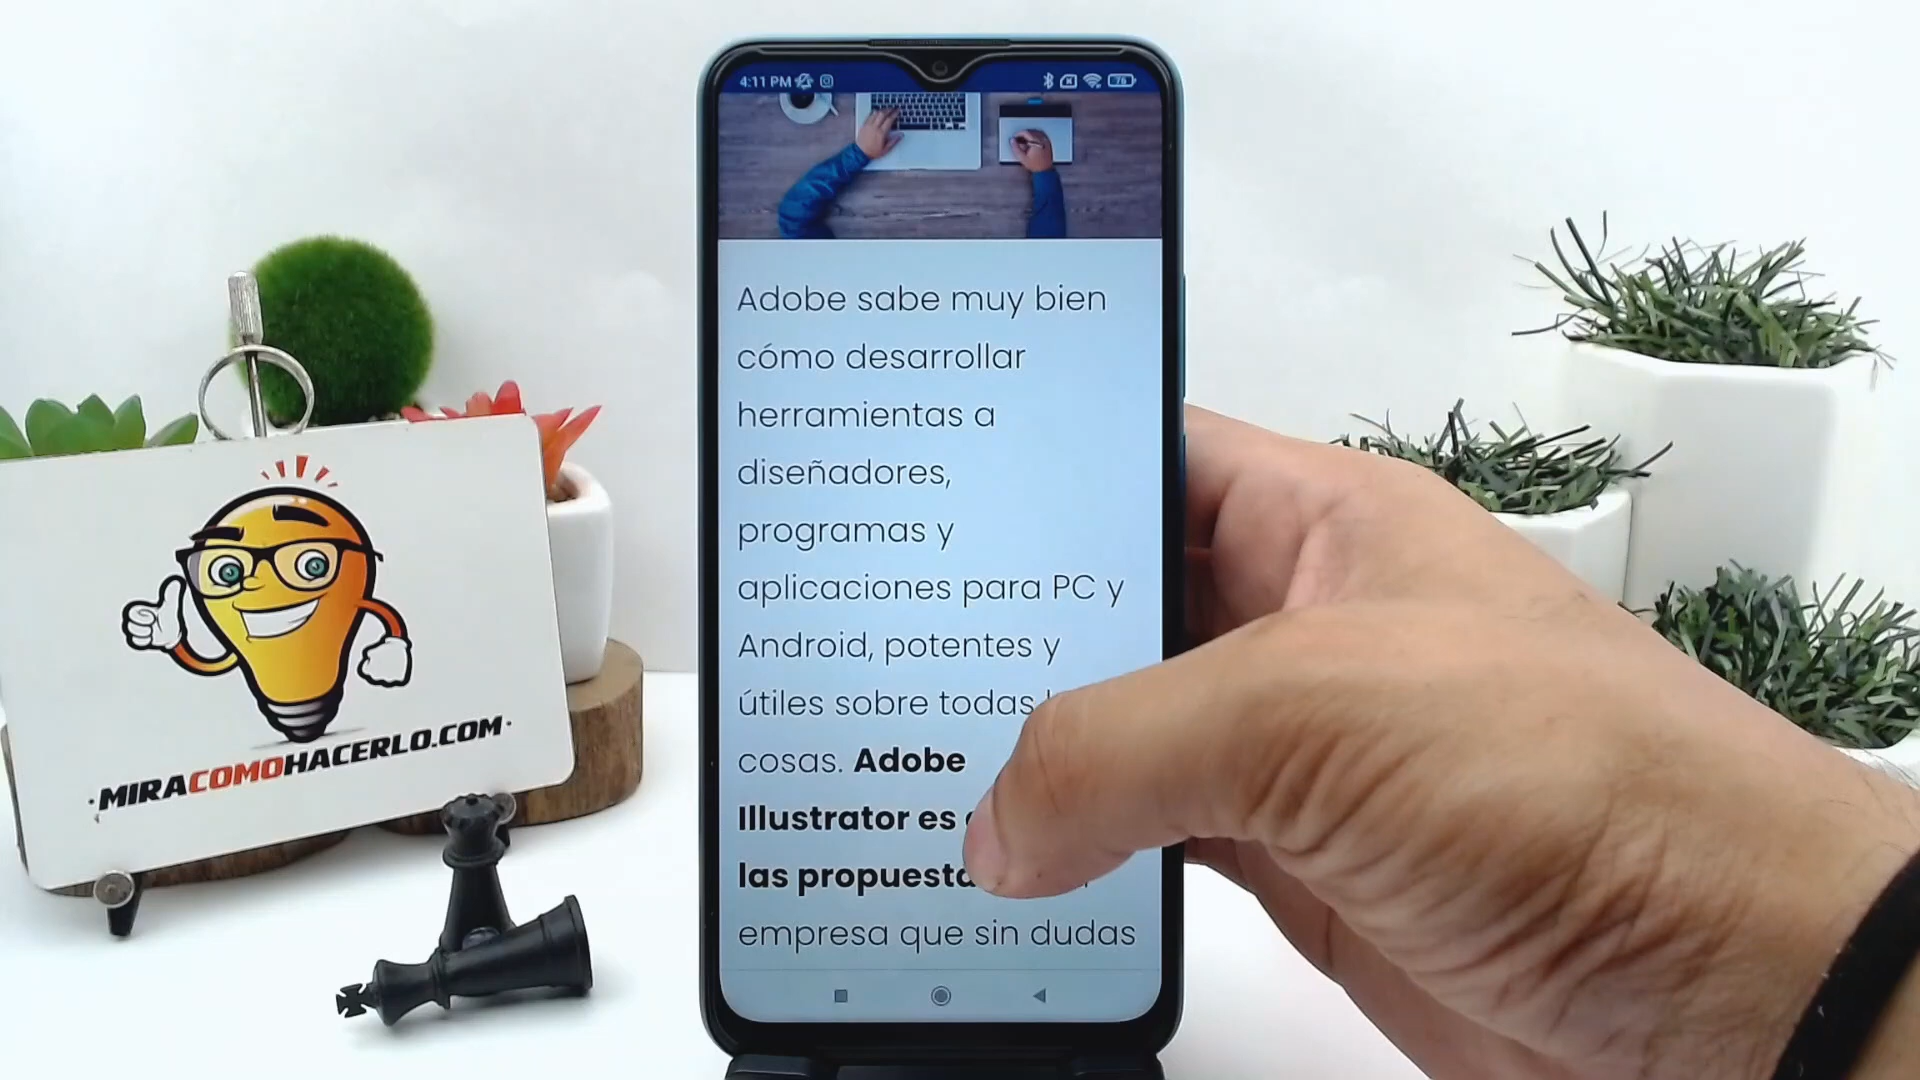 4:11 PM
76
Adobe sabe muy bien
cómo desarrollar
herramientas a
diseñadores,
programas y
aplicaciones para PC y
Android, potentes y
útiles sobre todas
cosas. Adobe
Illustrator es
las propuesta
empresa que sin dudas
·MIRACOMOHACERLO.COM·